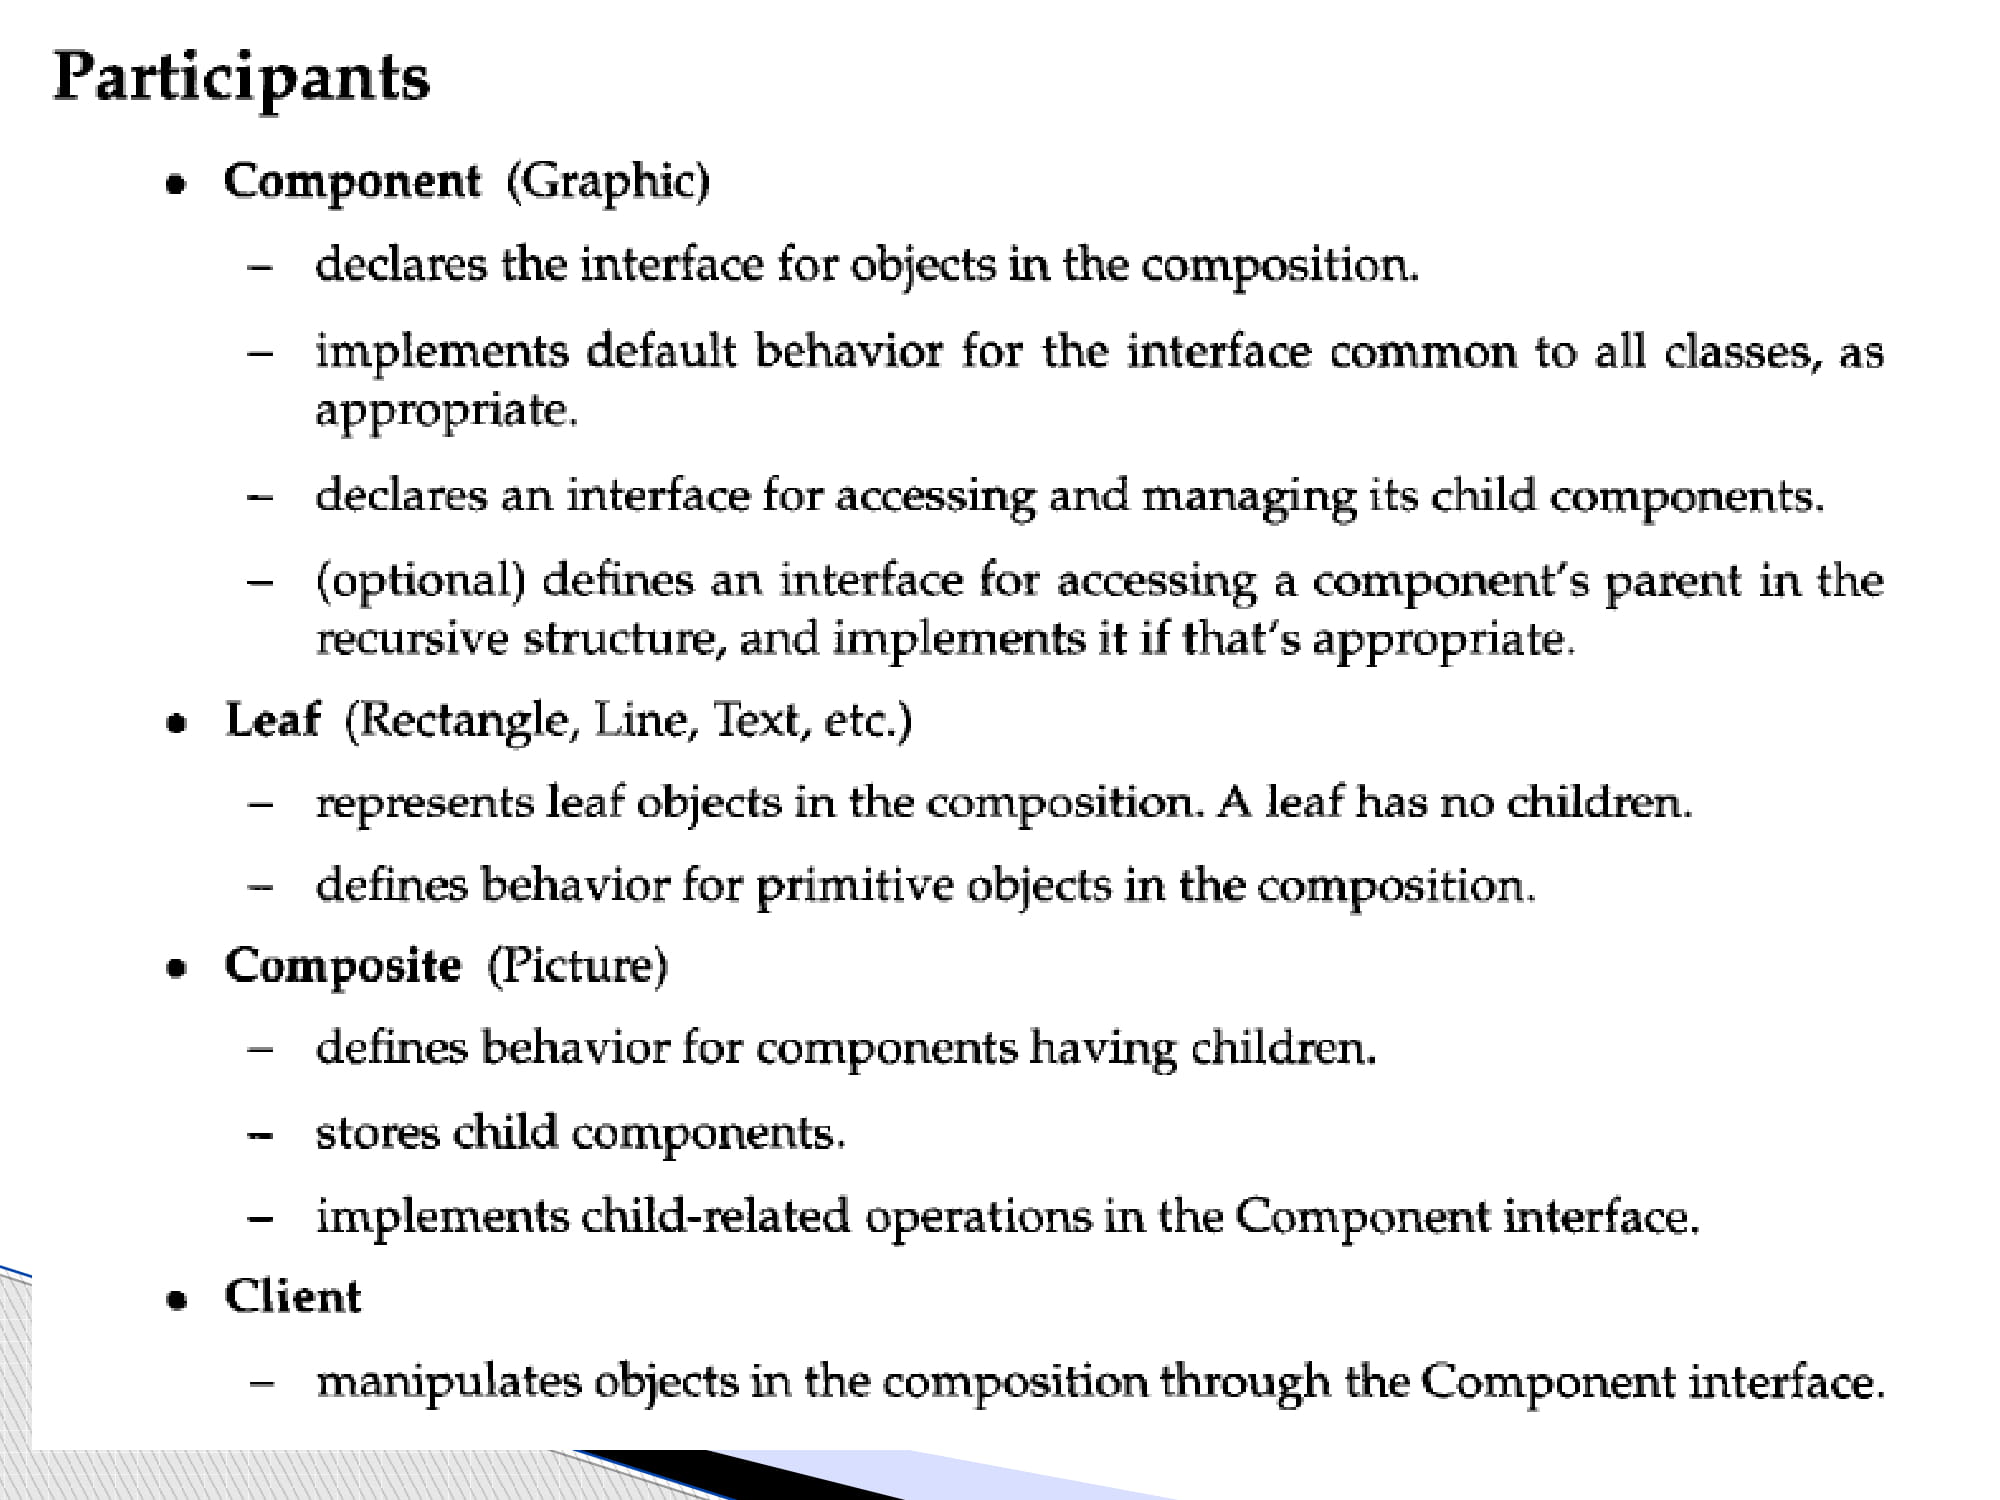 Participants
• Component (Graphic)
– declares the interface for objects in the composition.
– implements default behavior for the interface common to all classes, as
appropriate.
– declares an interface for accessing and managing its child components.
– (optional) defines an interface for accessing a component's parent in the
recursive structure, and implements it if that's appropriate.
• Leaf (Rectangle, Line, Text, etc.)
– represents leaf objects in the composition. A leaf has no children.
– defines behavior for primitive objects in the composition.
• Composite (Picture)
– defines behavior for components having children.
– stores child components.
– implements child-related operations in the Component interface.
• Client
– manipulates objects in the composition through the Component interface.